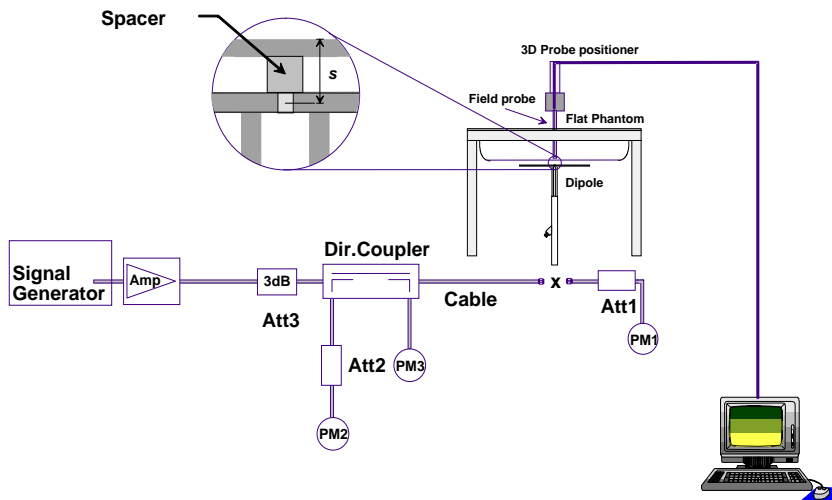 Spacer
s
3D Probe positioner
Field probe
Flat Phantom
Dipole
Signal
Generator
Amp
3dB
Att3
Dir.Coupler
Cable
x
Att1
PM1
Att2
PM3
PM2